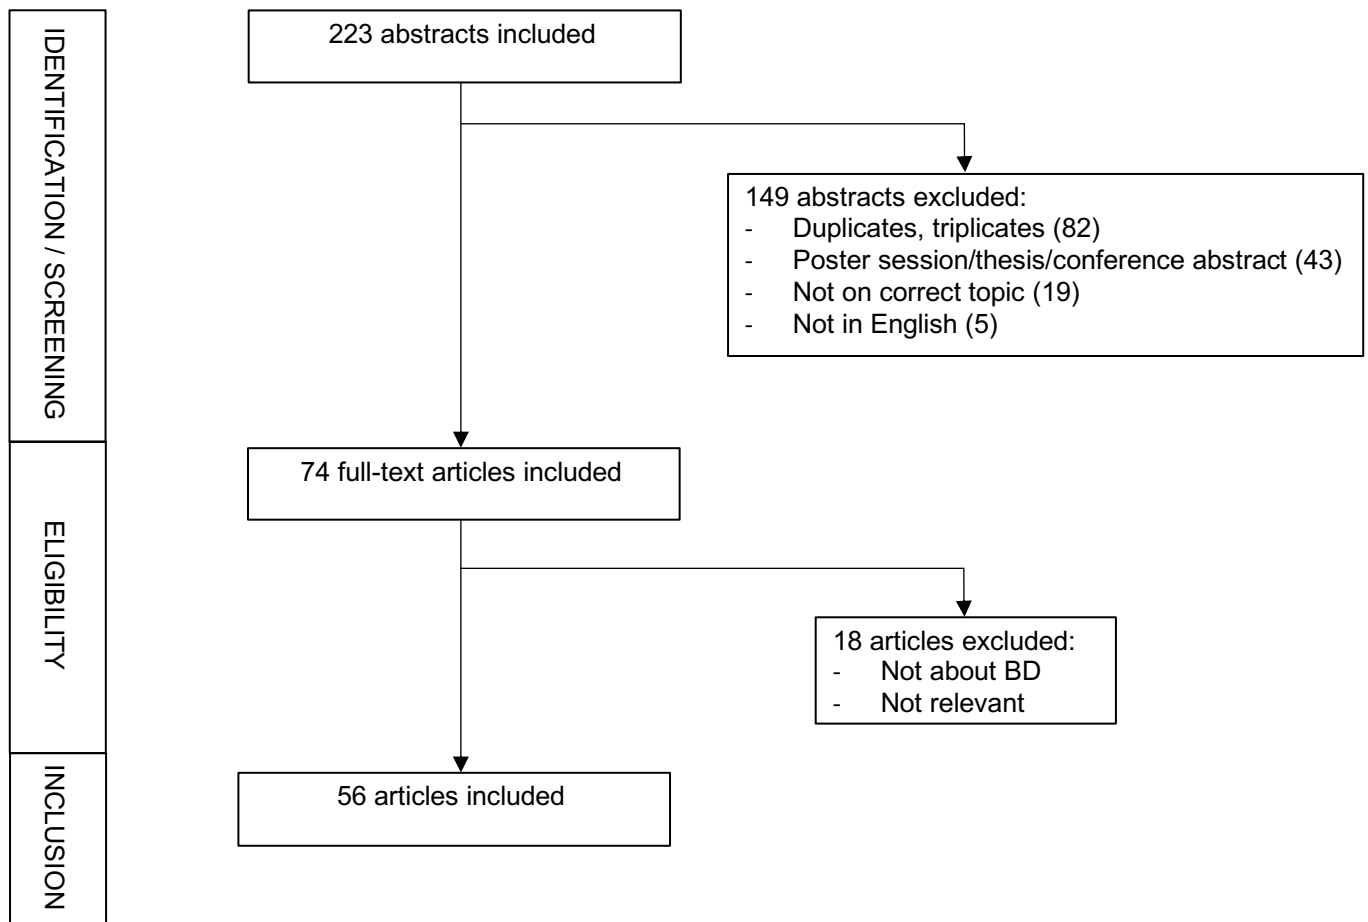 IDENTIFICATION / SCREENING
223 abstracts included
149 abstracts excluded:
- Duplicates, triplicates (82)
- Poster session/thesis/conference abstract (43)
- Not on correct topic (19)
- Not in English (5)
ELIGIBILITY
74 full-text articles included
18 articles excluded:
- Not about BD
- Not relevant
INCLUSION
56 articles included